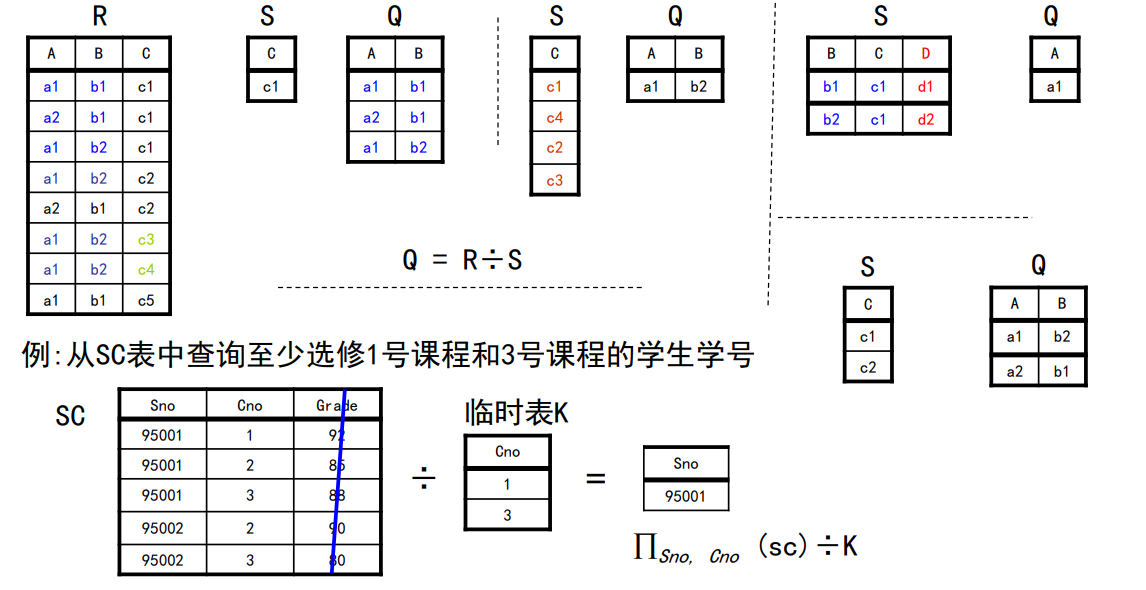 R S Q S Q S Q
A B C
a1 b1 c1
a2 b1 c1
a1 b2 c1
a1 b2 c2
a2 b1 c2
a1 b2 c3
a1 b2 c4
a1 b1 c5
C
c1
A B
a1 b1
a2 b1
a1 b2
C
c1
c4
c2
c3
A B
a1 b2
B C D
b1 c1 d1
b2 c1 d2
A
a1
Q = R÷S
S Q
C
c1
c2
A B
a1 b2
a2 b1
例:从SC表中查询至少选修1号课程和3号课程的学生学号
SC
Sno Cno Grade
95001 1 92
95001 2 85
95001 3 88
95002 2 90
95002 3 80
÷
临时表K
Cno
1
3
=
Sno
95001
∏Sno, Cno (sc)÷K